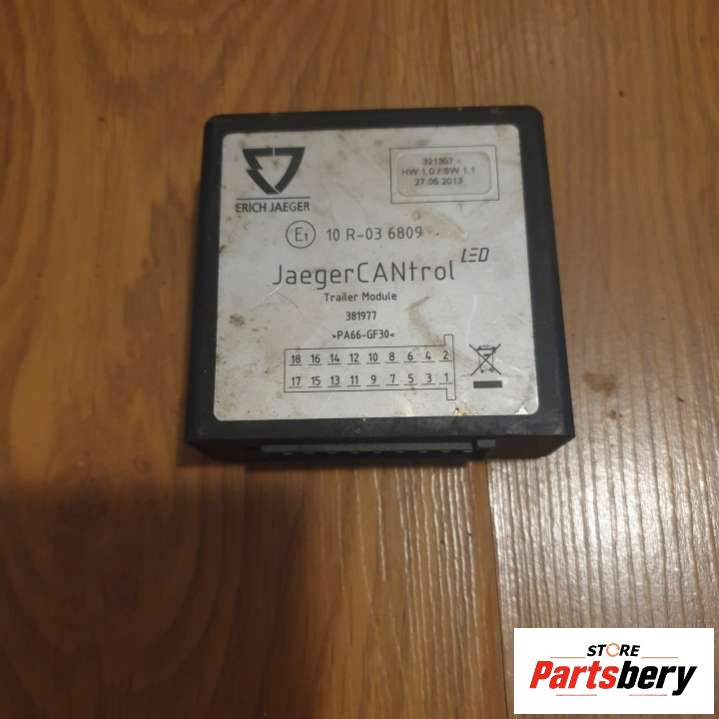 ERICH JAEGER
321307 -
HW 1.0 / SW 1.1
27.05.2013
E1 10 R-03 6809
JaegerCANtrol LED
Trailer Module
381977
>PA66-GF30<
18 16 14 12 10 8 6 4 2
17 15 13 11 9 7 5 3 1
STORE
Partsbery